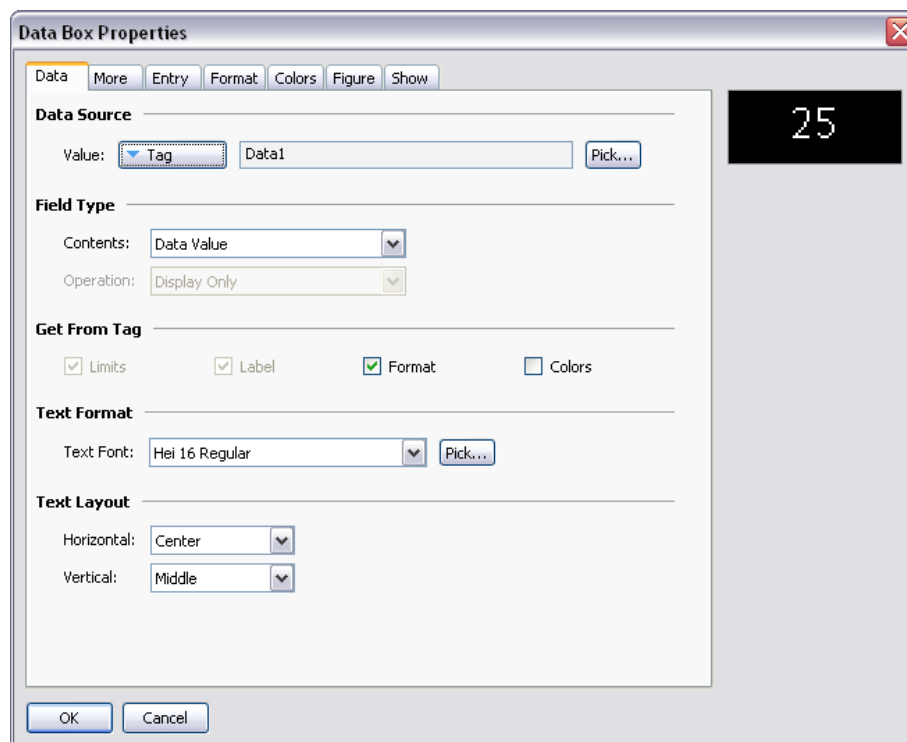 Data Box Properties
Data More Entry Format Colors Figure Show
Data Source
Value: Tag Data1 Pick...
25
Field Type
Contents: Data Value
Operation: Display Only
Get From Tag
Limits Label Format Colors
Text Format
Text Font: Hei 16 Regular Pick...
Text Layout
Horizontal: Center
Vertical: Middle
OK Cancel